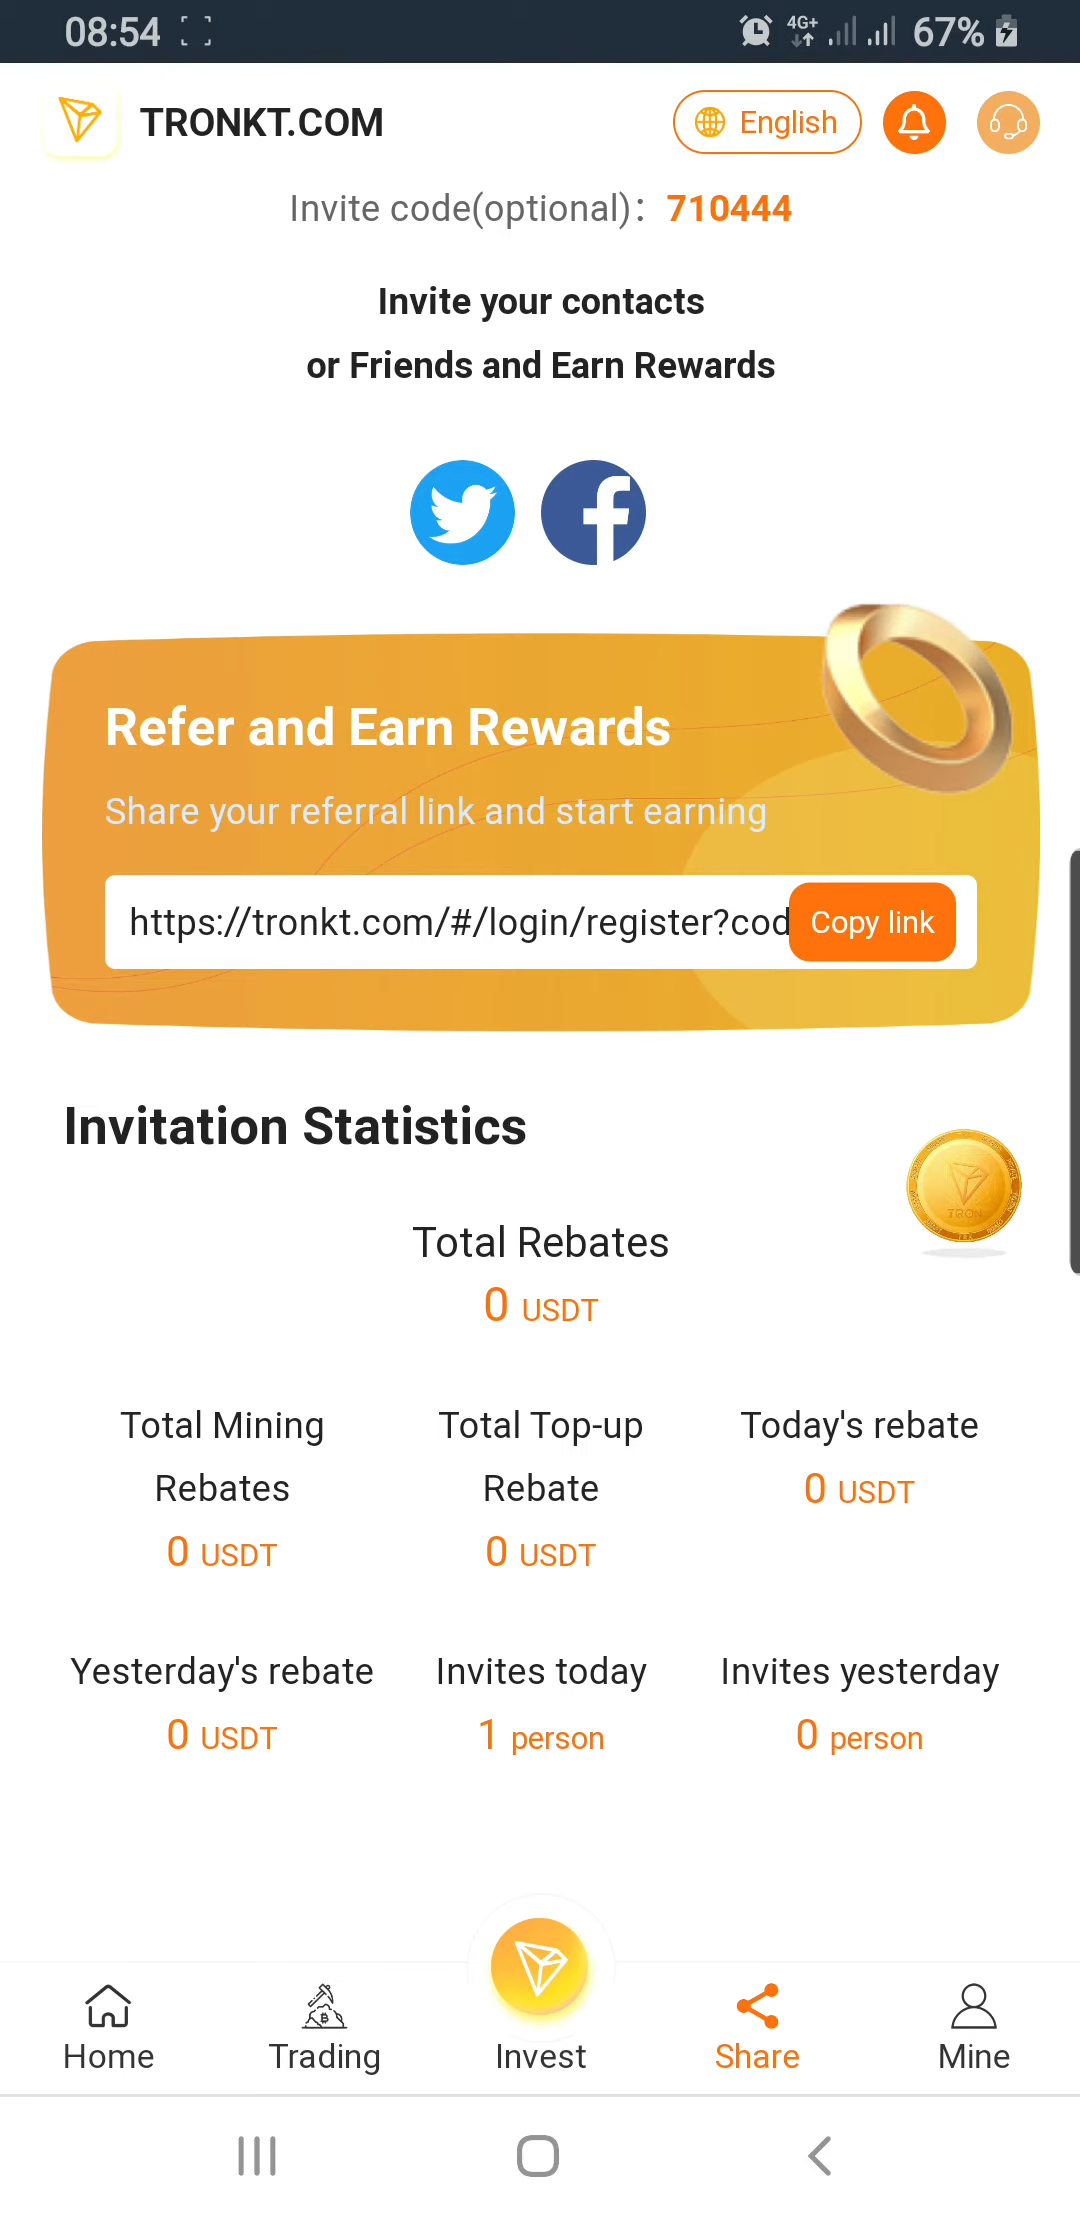 08:54
4G+
67%
TRONKT.COM
English
Invite code(optional)： 710444
Invite your contacts
or Friends and Earn Rewards
Refer and Earn Rewards
Share your referral link and start earning
https://tronkt.com/#/login/register?cod
Copy link
Invitation Statistics
TRON
Total Rebates
0 USDT
Total Mining
Rebates
0 USDT
Total Top-up
Rebate
0 USDT
Today's rebate
0 USDT
Yesterday's rebate
0 USDT
Invites today
1 person
Invites yesterday
0 person
Home
Trading
Invest
Share
Mine